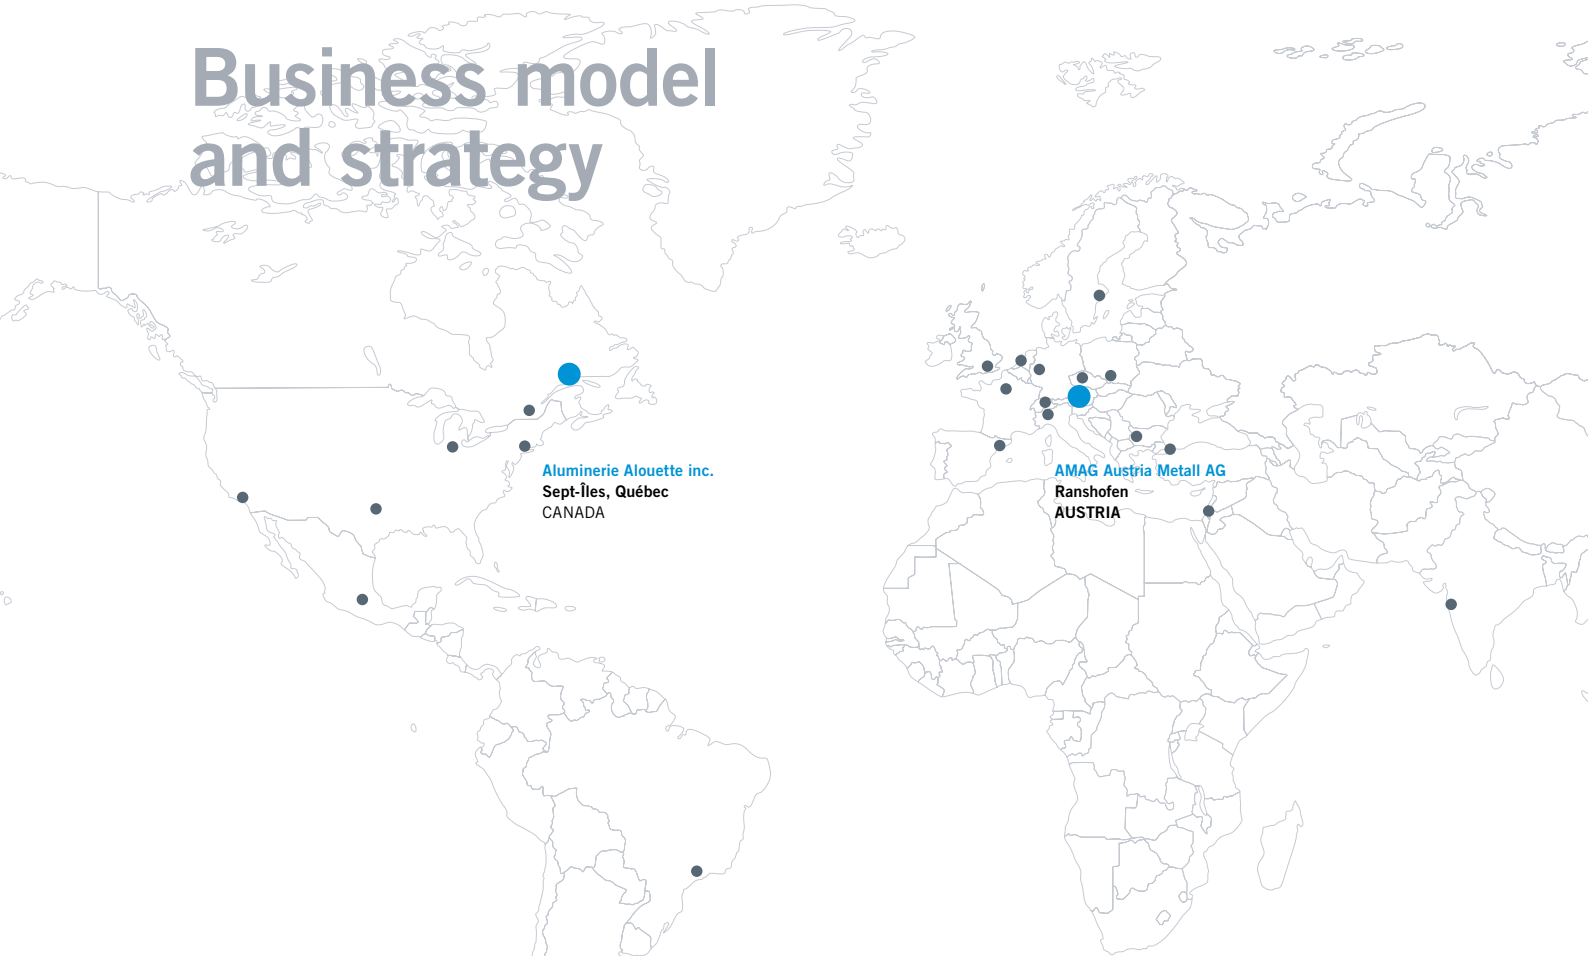 Business model
and strategy
Aluminerie Alouette inc.
Sept-Îles, Québec
CANADA
AMAG Austria Metall AG
Ranshofen
AUSTRIA